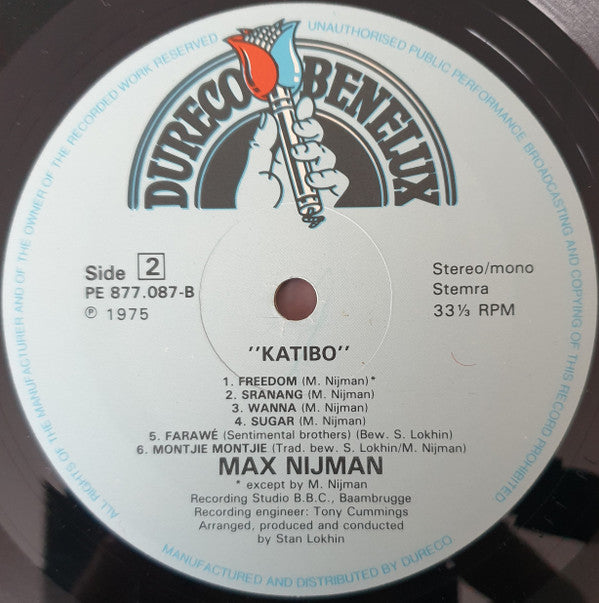 DURECO BENELUX
Side 2
PE 877.087-B
℗ 1975
Stereo/mono
Stemra
33⅓ RPM
"KATIBO"
1. FREEDOM (M. Nijman)*
2. SRANANG (M. Nijman)
3. WANNA (M. Nijman)
4. SUGAR (M. Nijman)
5. FARAWÉ (Sentimental brothers) (Bew. S. Lokhin)
6. MONTJIE MONTJIE (Trad. bew. S. Lokhin/M. Nijman)
MAX NIJMAN
* except by M. Nijman
Recording Studio B.B.C., Baambrugge
Recording engineer: Tony Cummings
Arranged, produced and conducted
by Stan Lokhin
ALL RIGHTS OF THE MANUFACTURER AND OF THE OWNER OF THE RECORDED WORK RESERVED
UNAUTHORISED PUBLIC PERFORMANCE BROADCASTING AND COPYING OF THIS RECORD PROHIBITED
MANUFACTURED AND DISTRIBUTED BY DURECO